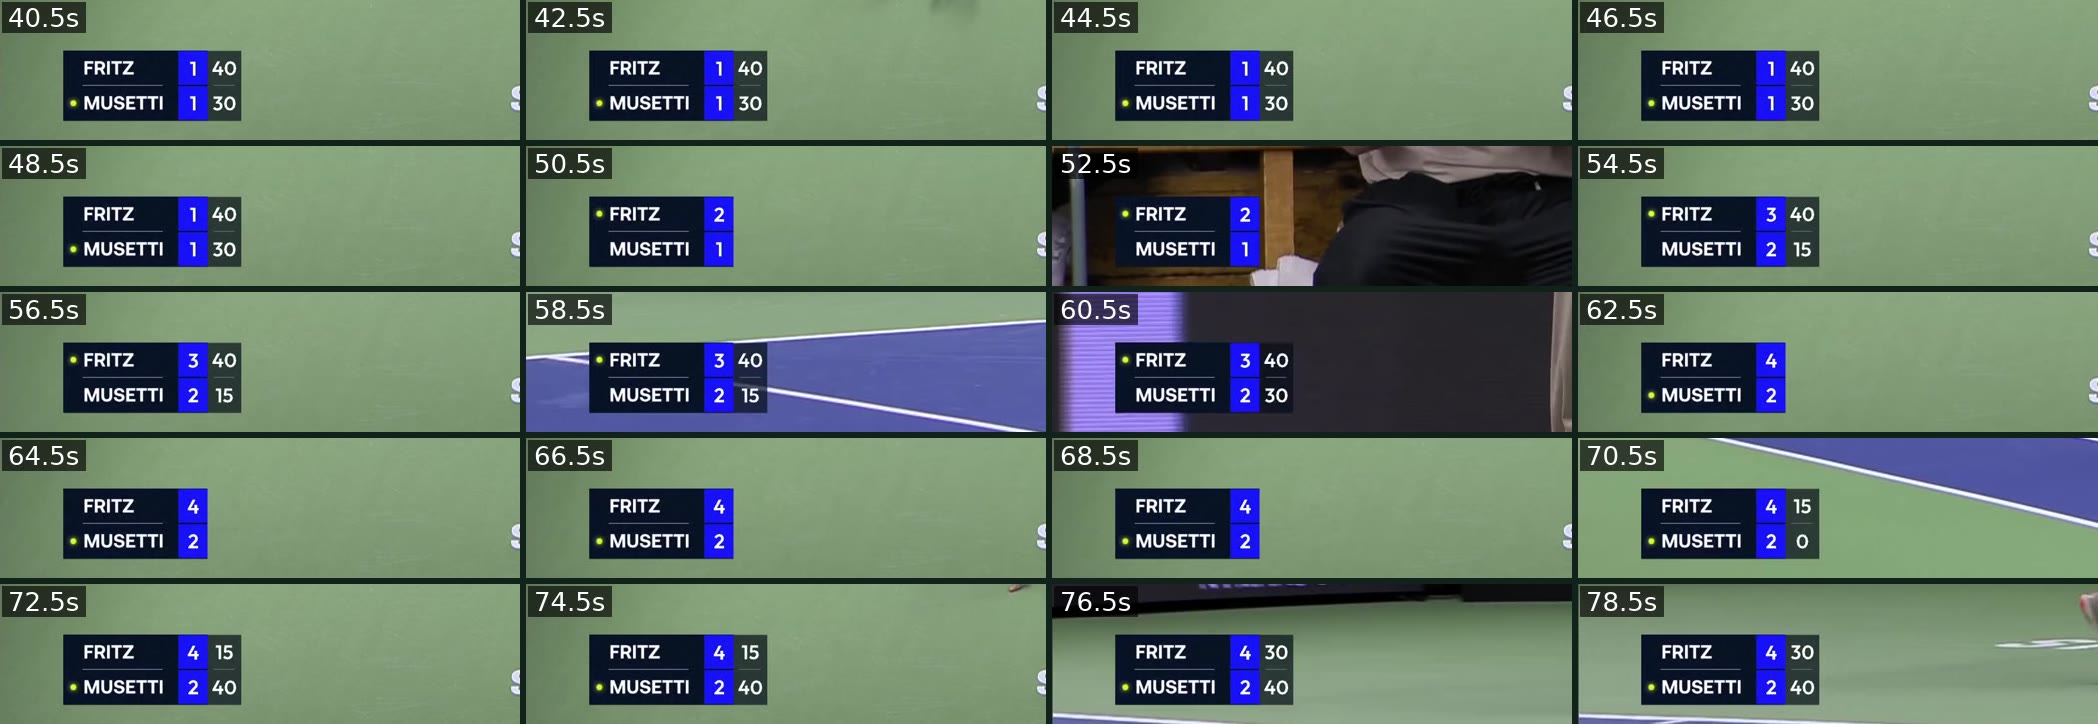 40.5s
FRITZ 1 40
MUSETTI 1 30
42.5s
FRITZ 1 40
MUSETTI 1 30
44.5s
FRITZ 1 40
MUSETTI 1 30
46.5s
FRITZ 1 40
MUSETTI 1 30
48.5s
FRITZ 1 40
MUSETTI 1 30
50.5s
FRITZ 2
MUSETTI 1
52.5s
FRITZ 2
MUSETTI 1
54.5s
FRITZ 3 40
MUSETTI 2 15
56.5s
FRITZ 3 40
MUSETTI 2 15
58.5s
FRITZ 3 40
MUSETTI 2 15
60.5s
FRITZ 3 40
MUSETTI 2 30
62.5s
FRITZ 4
MUSETTI 2
64.5s
FRITZ 4
MUSETTI 2
66.5s
FRITZ 4
MUSETTI 2
68.5s
FRITZ 4
MUSETTI 2
70.5s
FRITZ 4 15
MUSETTI 2 0
72.5s
FRITZ 4 15
MUSETTI 2 40
74.5s
FRITZ 4 15
MUSETTI 2 40
76.5s
FRITZ 4 30
MUSETTI 2 40
78.5s
FRITZ 4 30
MUSETTI 2 40